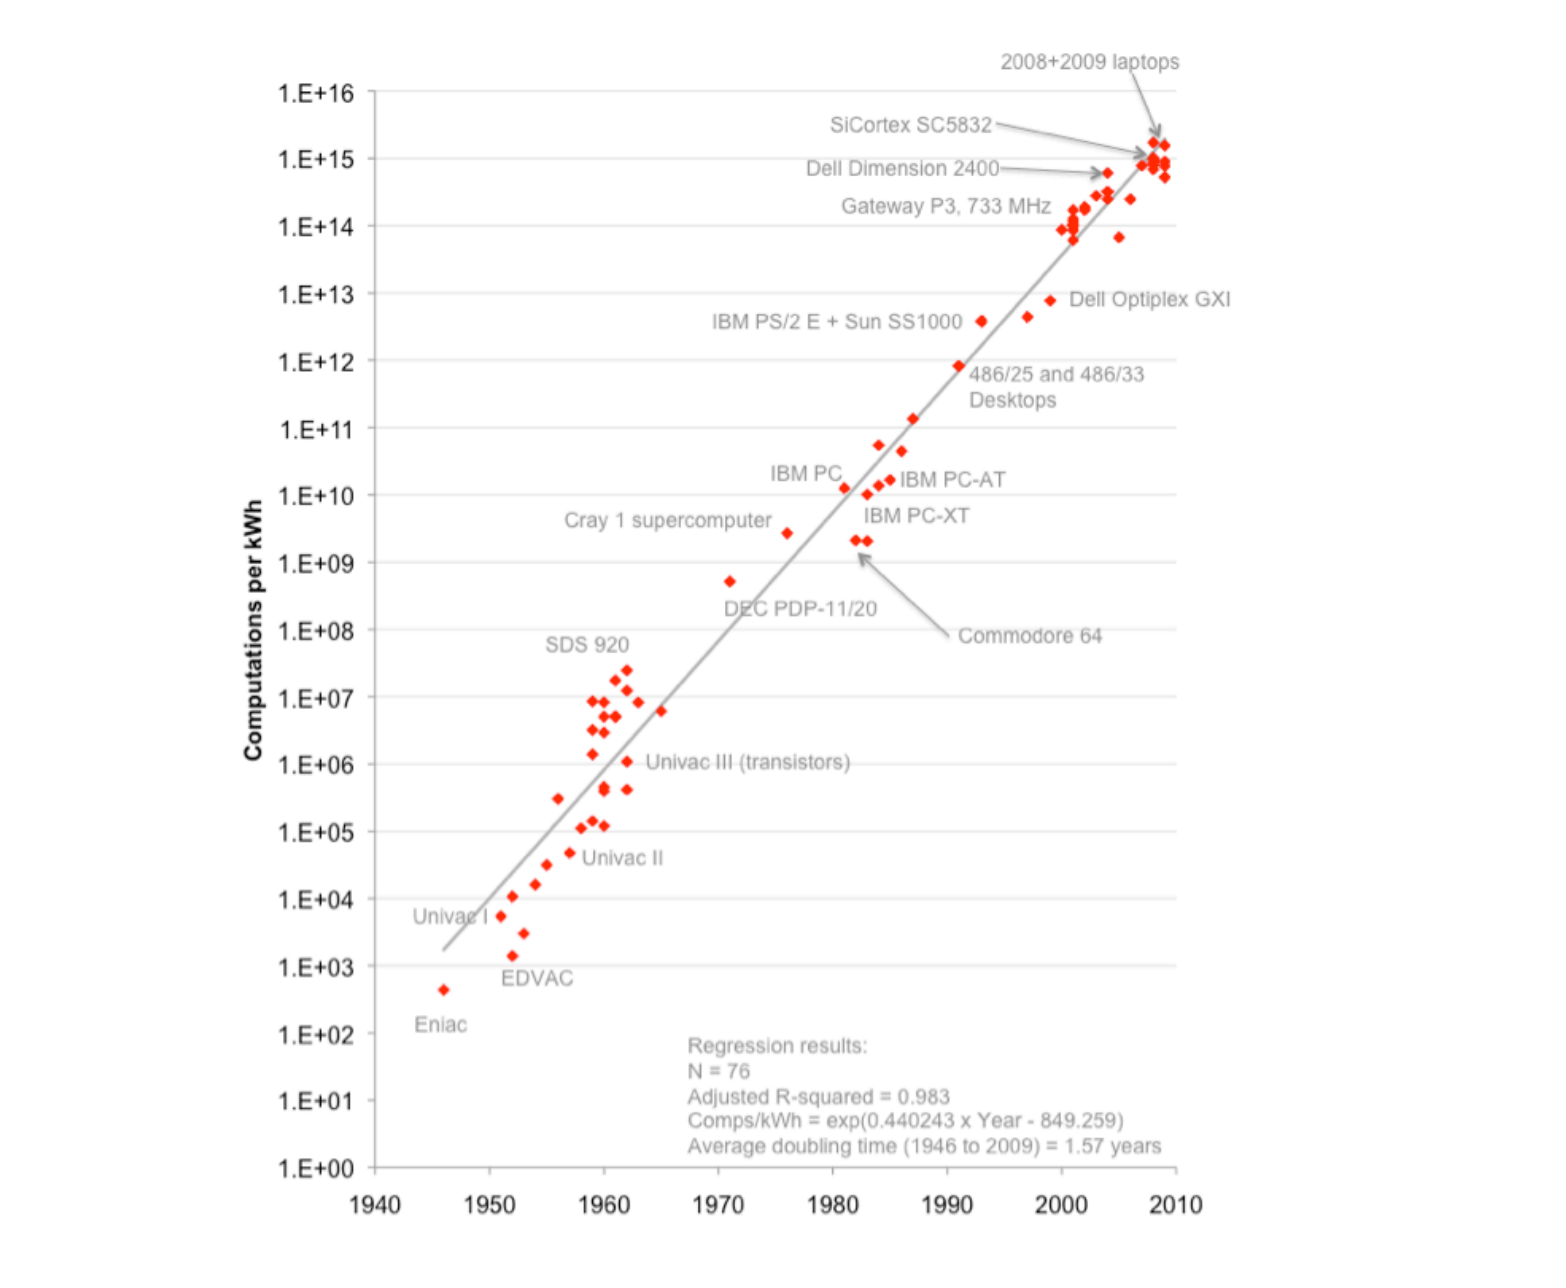 2008+2009 laptops
1.E+16
SiCortex SC5832
1.E+15
Dell Dimension 2400
Gateway P3, 733 MHz
1.E+14
1.E+13
Dell Optiplex GXI
IBM PS/2 E + Sun SS1000
1.E+12
486/25 and 486/33
Desktops
1.E+11
IBM PC
IBM PC-AT
1.E+10
IBM PC-XT
Cray 1 supercomputer
1.E+09
DEC PDP-11/20
1.E+08
Commodore 64
SDS 920
1.E+07
Computations per kWh
Univac III (transistors)
1.E+06
1.E+05
Univac II
1.E+04
Univac I
1.E+03
EDVAC
Eniac
1.E+02
Regression results:
N = 76
Adjusted R-squared = 0.983
1.E+01
Comps/kWh = exp(0.440243 x Year - 849.259)
Average doubling time (1946 to 2009) = 1.57 years
1.E+00
1940 1950 1960 1970 1980 1990 2000 2010